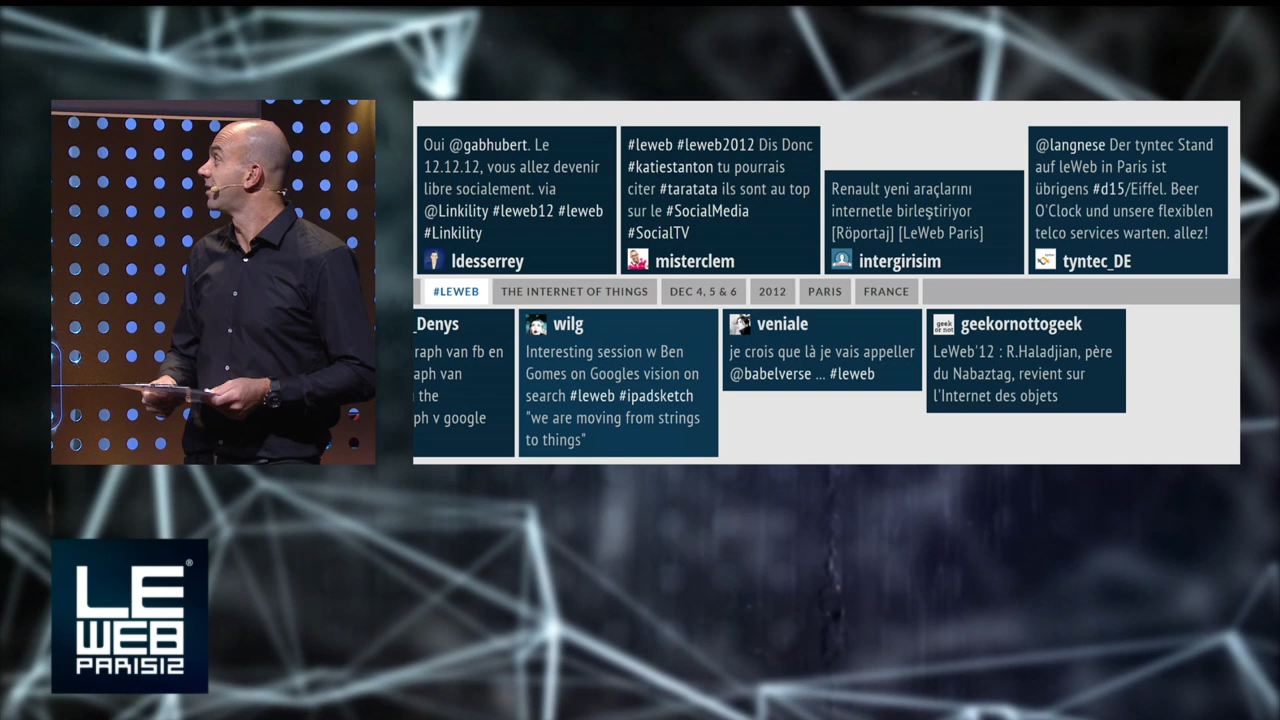 Oui @gabhubert. Le
12.12.12, vous allez devenir
libre socialement. via
@Linkility #leweb12 #leweb
#Linkility
ldesserrey
#leweb #leweb2012 Dis Donc
#katiestanton tu pourrais
citer #taratata ils sont au top
sur le #SocialMedia
#SocialTV
misterclem
Renault yeni araçlarını
internetle birleştiriyor
[Röportaj] [LeWeb Paris]
intergirisim
@langnese Der tyntec Stand
auf leWeb in Paris ist
übrigens #d15/Eiffel. Beer
O'Clock und unsere flexiblen
telco services warten. allez!
tyntec_DE
#LEWEB THE INTERNET OF THINGS DEC 4, 5 & 6 2012 PARIS FRANCE
_Denys
raph van fb en
aph van
the
ph v google
wilg
Interesting session w Ben
Gomes on Googles vision on
search #leweb #ipadsketch
"we are moving from strings
to things"
veniale
je crois que là je vais appeller
@babelverse ... #leweb
geek
or not
geekornottogeek
LeWeb'12 : R.Haladjian, père
du Nabaztag, revient sur
l'Internet des objets
LE
WEB
PARIS12
®